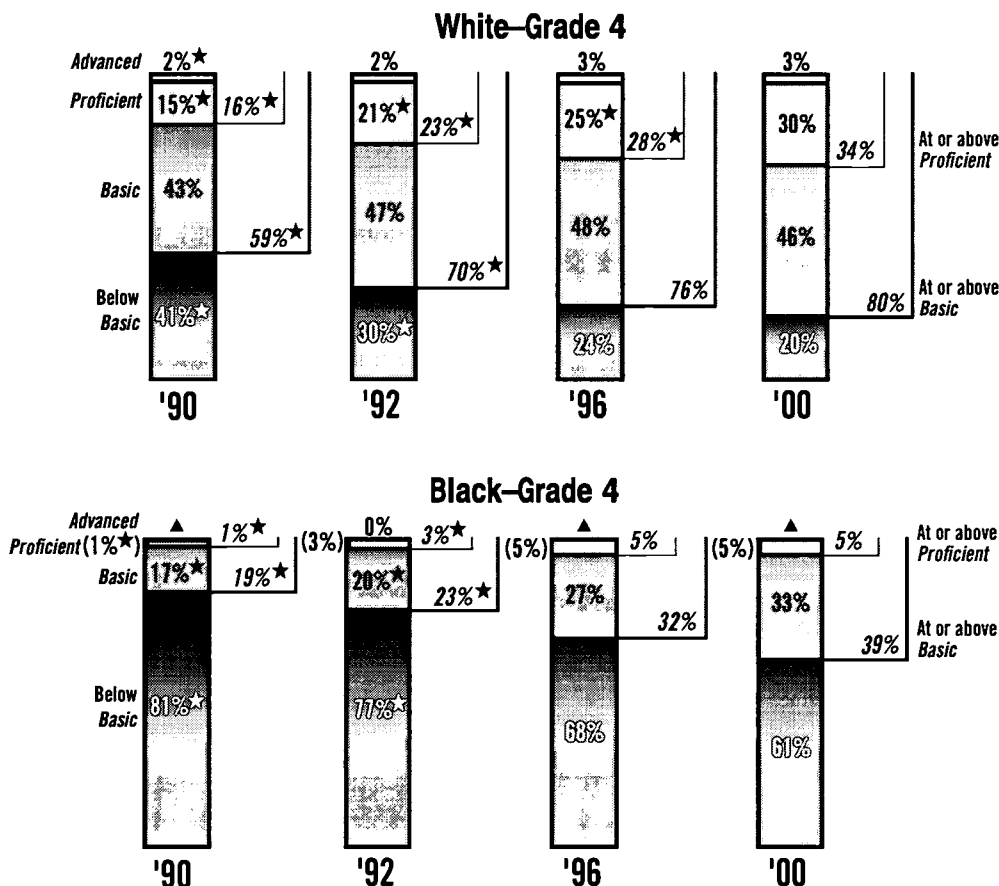 White–Grade 4
Advanced 2%★ 2% 3% 3%
Proficient 15%★ 16%★ 21%★ 23%★ 25%★ 28%★ 30% 34% At or above Proficient
Basic 43% 59%★ 47% 70%★ 48% 76% 46% 80% At or above Basic
Below Basic 41%★ 30%★ 24% 20%
'90 '92 '96 '00
Black–Grade 4
Advanced ▲ 0% ▲ ▲
Proficient (1%★) 1%★ (3%) 3%★ (5%) 5% (5%) 5% At or above Proficient
Basic 17%★ 19%★ 20%★ 23%★ 27% 32% 33% 39% At or above Basic
Below Basic 81%★ 77%★ 68% 61%
'90 '92 '96 '00